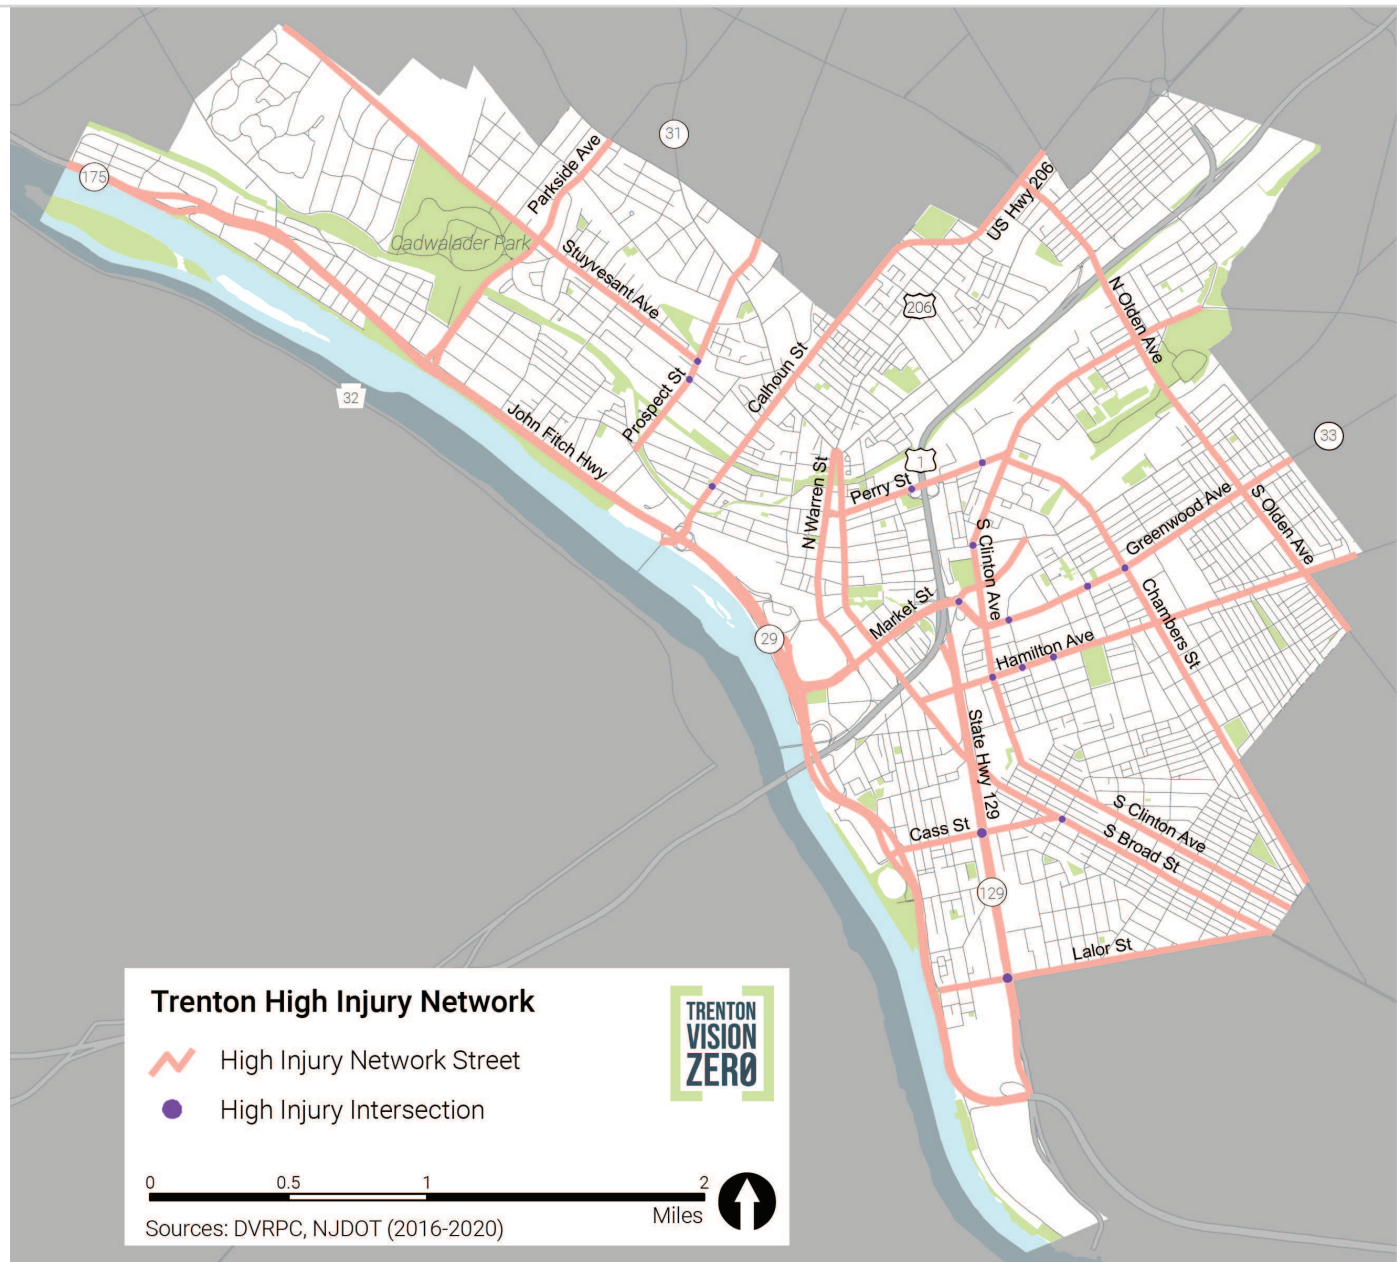 31
Parkside Ave
175
US Hwy 206
Cadwalader Park
Stuyvesant Ave
N Olden Ave
206
Calhoun St
32
Prospect St
John Fitch Hwy
33
1
N Warren St
Perry St
S Olden Ave
Greenwood Ave
S Clinton Ave
Market St
Chambers St
29
Hamilton Ave
State Hwy 129
S Clinton Ave
Cass St
S Broad St
129
Lalor St
Trenton High Injury Network
High Injury Network Street
High Injury Intersection
TRENTON
VISION
ZERØ
0 0.5 1 2
Miles
Sources: DVRPC, NJDOT (2016-2020)